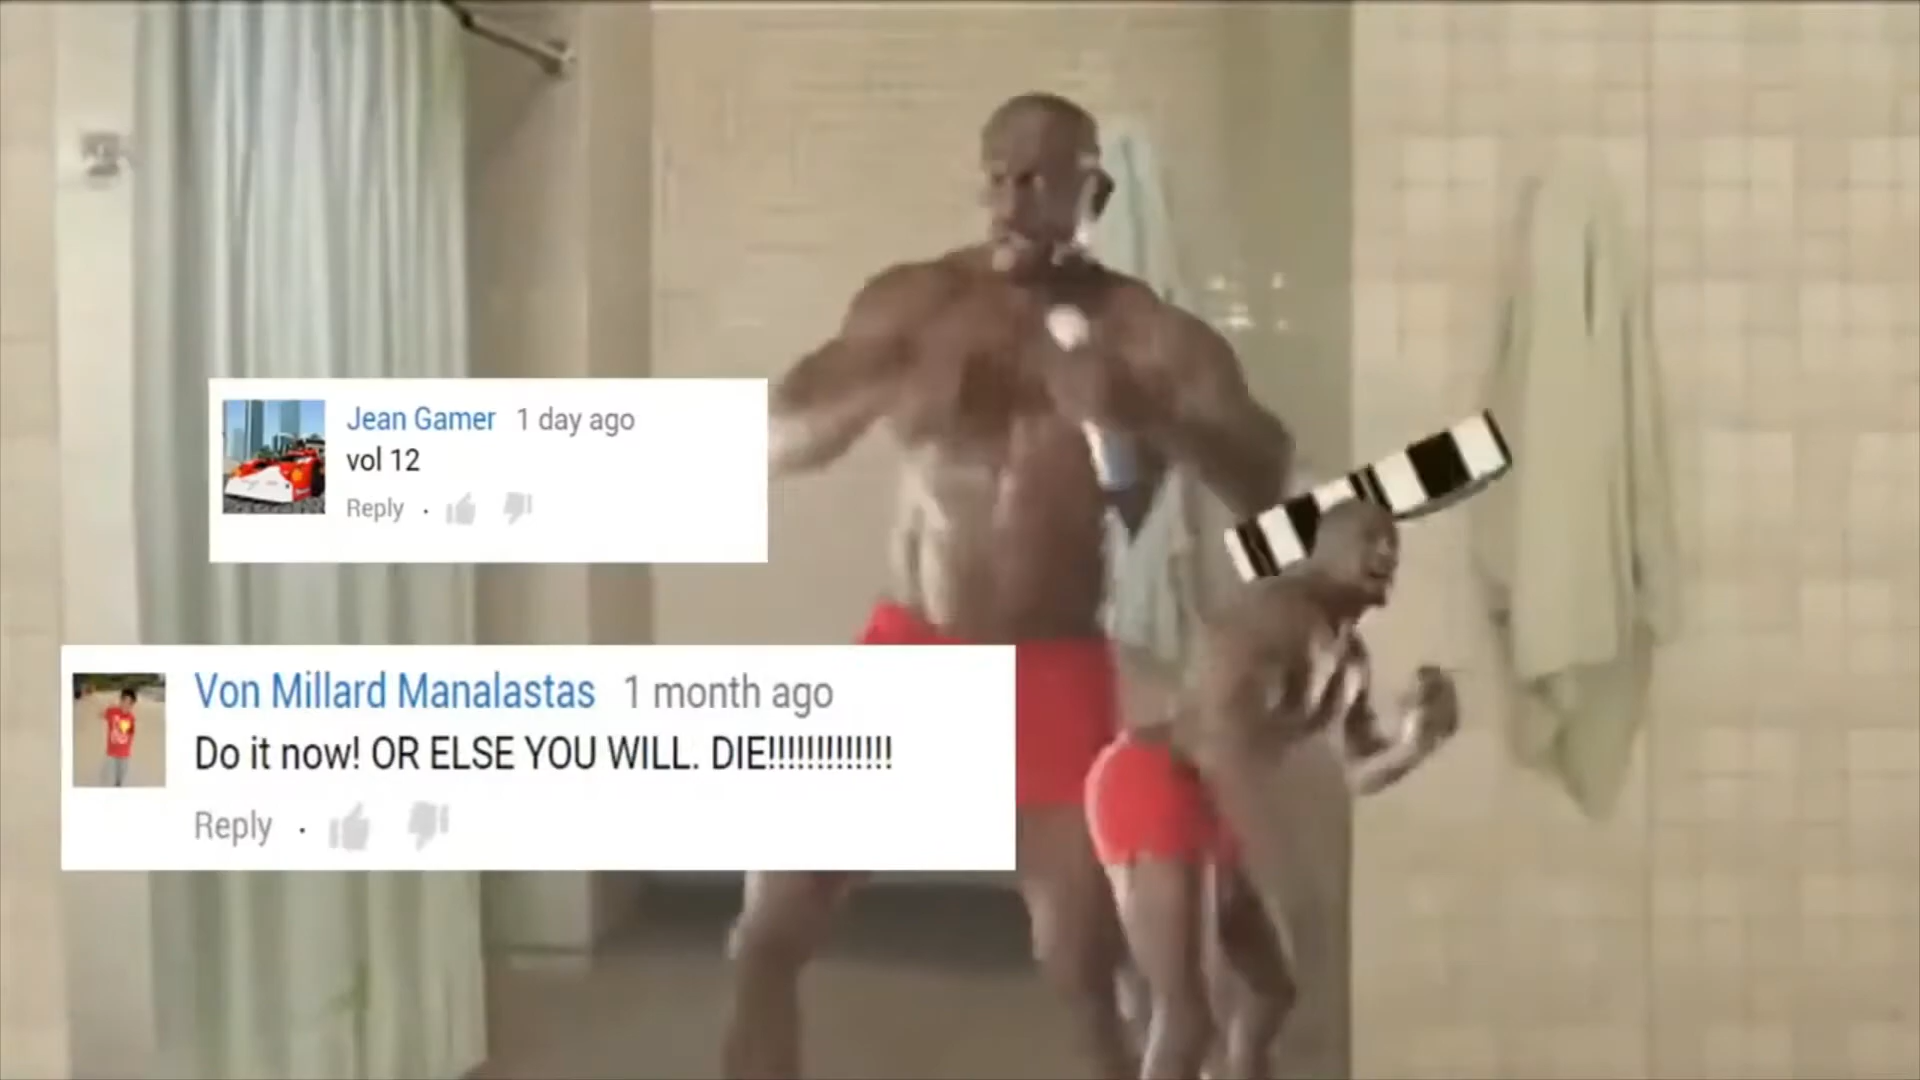 Jean Gamer 1 day ago
vol 12
Reply
Von Millard Manalastas 1 month ago
Do it now! OR ELSE YOU WILL. DIE!!!!!!!!!!!!!
Reply